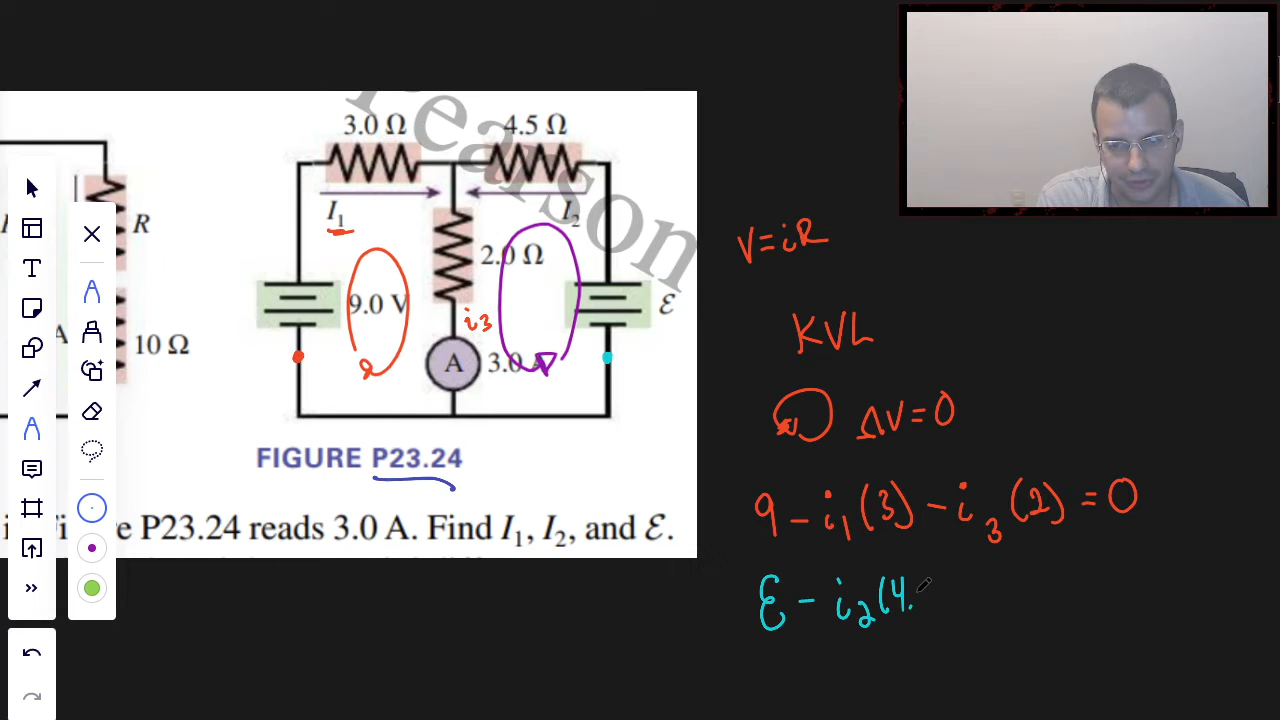 earson
3.0 Ω
4.5 Ω
I₁
I₂
R
2.0 Ω
9.0 V
ℰ
i₃
A
10 Ω
A
3.0 A
FIGURE P23.24
P23.24 reads 3.0 A. Find I₁, I₂, and ℰ.
V=iR
KVL
ΔV=0
9 - i₁(3) - i₃(2) = 0
ℰ - i₂(4.